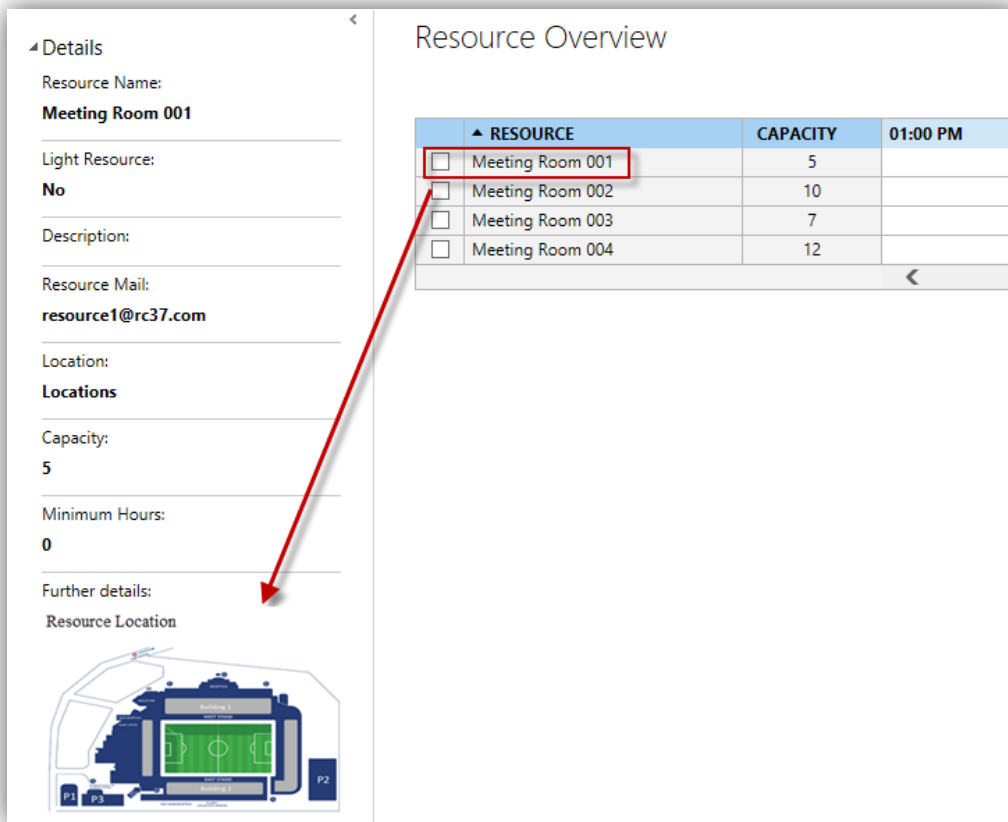 Details
Resource Name:
Meeting Room 001
Light Resource:
No
Description:
Resource Mail:
resource1@rc37.com
Location:
Locations
Capacity:
5
Minimum Hours:
0
Further details:
Resource Location
Building 1
WEST STAND
EAST STAND
Building 2
P1
P3
P2
Resource Overview
RESOURCE CAPACITY 01:00 PM
Meeting Room 001 5
Meeting Room 002 10
Meeting Room 003 7
Meeting Room 004 12